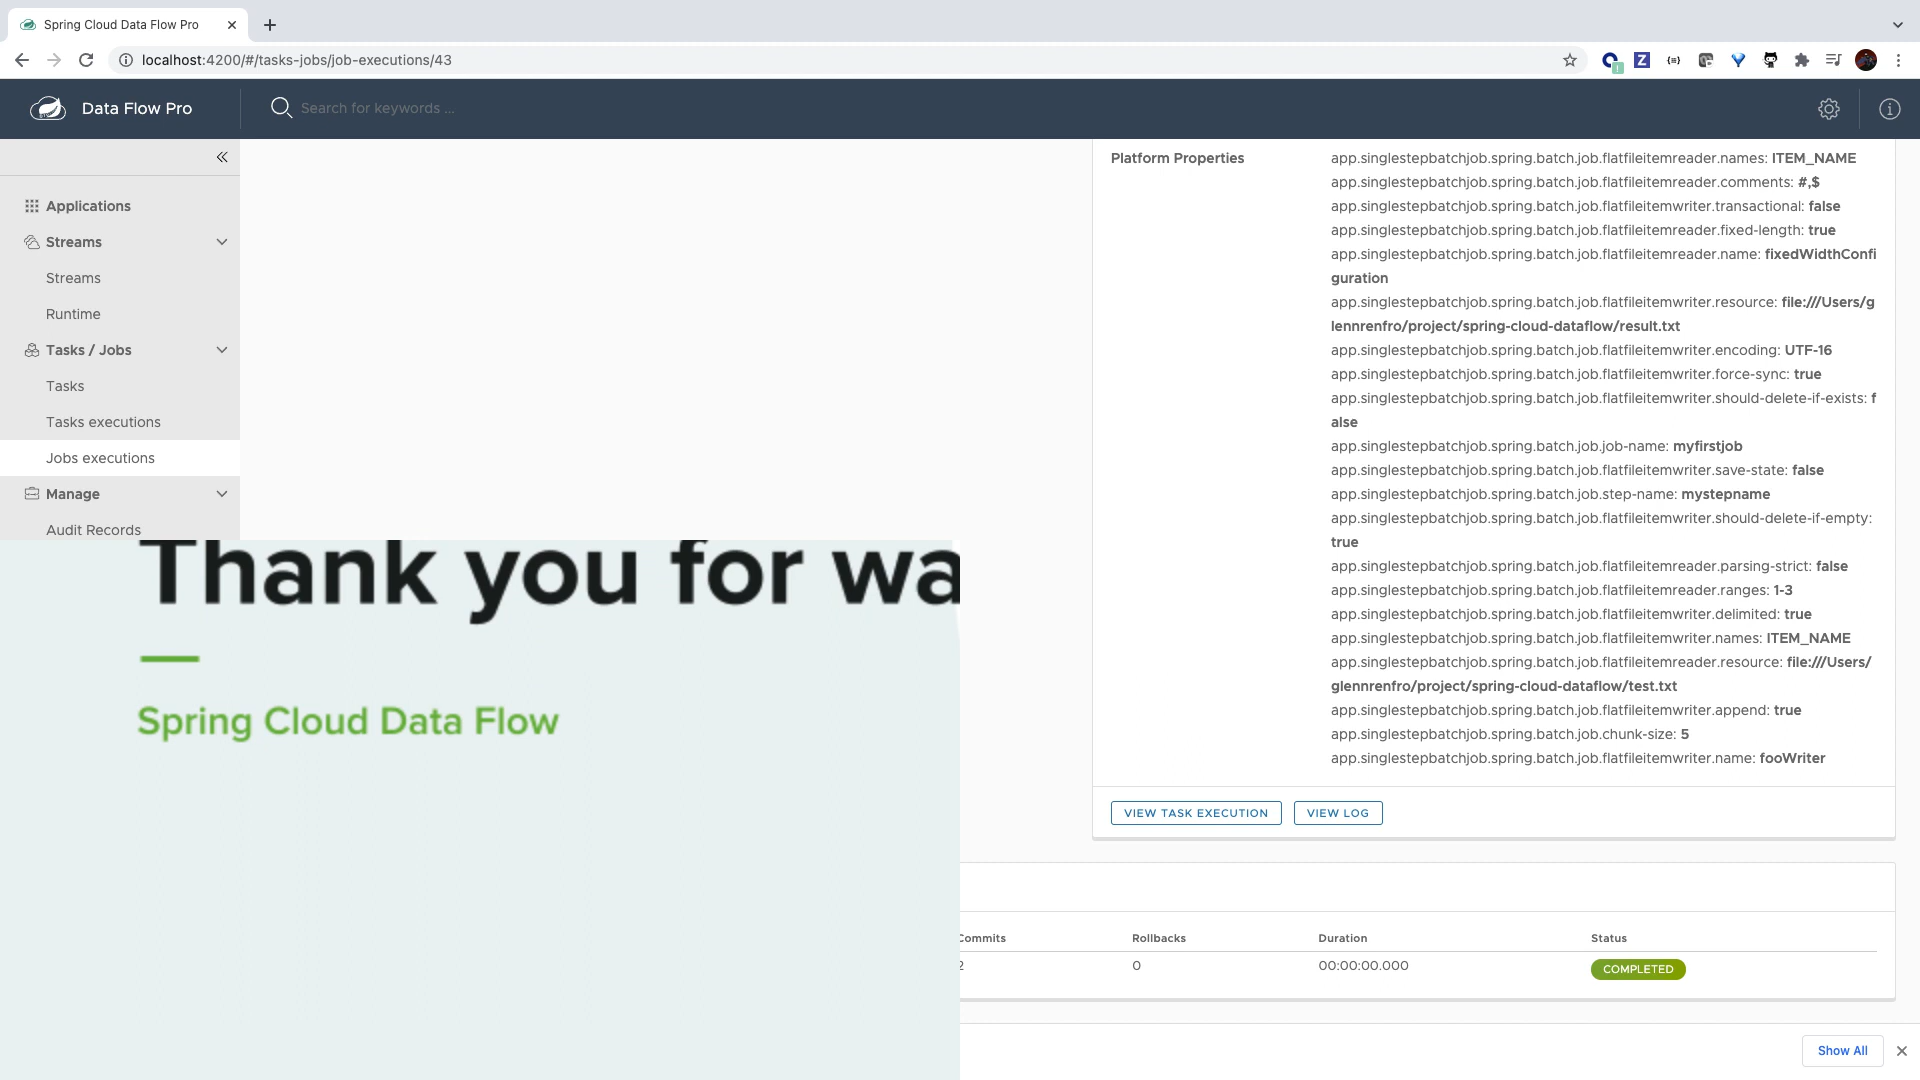 Spring Cloud Data Flow Pro
localhost:4200/#/tasks-jobs/job-executions/43
Data Flow Pro
Search for keywords ...
Applications
Streams
Streams
Runtime
Tasks / Jobs
Tasks
Tasks executions
Jobs executions
Manage
Audit Records
Platform Properties
app.singlestepbatchjob.spring.batch.job.flatfileitemreader.names: ITEM_NAME
app.singlestepbatchjob.spring.batch.job.flatfileitemreader.comments: #,$
app.singlestepbatchjob.spring.batch.job.flatfileitemwriter.transactional: false
app.singlestepbatchjob.spring.batch.job.flatfileitemreader.fixed-length: true
app.singlestepbatchjob.spring.batch.job.flatfileitemreader.name: fixedWidthConfi
guration
app.singlestepbatchjob.spring.batch.job.flatfileitemwriter.resource: file:///Users/g
lennrenfro/project/spring-cloud-dataflow/result.txt
app.singlestepbatchjob.spring.batch.job.flatfileitemwriter.encoding: UTF-16
app.singlestepbatchjob.spring.batch.job.flatfileitemwriter.force-sync: true
app.singlestepbatchjob.spring.batch.job.flatfileitemwriter.should-delete-if-exists: f
alse
app.singlestepbatchjob.spring.batch.job.job-name: myfirstjob
app.singlestepbatchjob.spring.batch.job.flatfileitemwriter.save-state: false
app.singlestepbatchjob.spring.batch.job.step-name: mystepname
app.singlestepbatchjob.spring.batch.job.flatfileitemwriter.should-delete-if-empty:
true
app.singlestepbatchjob.spring.batch.job.flatfileitemreader.parsing-strict: false
app.singlestepbatchjob.spring.batch.job.flatfileitemreader.ranges: 1-3
app.singlestepbatchjob.spring.batch.job.flatfileitemwriter.delimited: true
app.singlestepbatchjob.spring.batch.job.flatfileitemwriter.names: ITEM_NAME
app.singlestepbatchjob.spring.batch.job.flatfileitemreader.resource: file:///Users/
glennrenfro/project/spring-cloud-dataflow/test.txt
app.singlestepbatchjob.spring.batch.job.flatfileitemwriter.append: true
app.singlestepbatchjob.spring.batch.job.chunk-size: 5
app.singlestepbatchjob.spring.batch.job.flatfileitemwriter.name: fooWriter
VIEW TASK EXECUTION VIEW LOG
Thank you for wa
Spring Cloud Data Flow
Commits Rollbacks Duration Status
2 0 00:00:00.000 COMPLETED
Show All